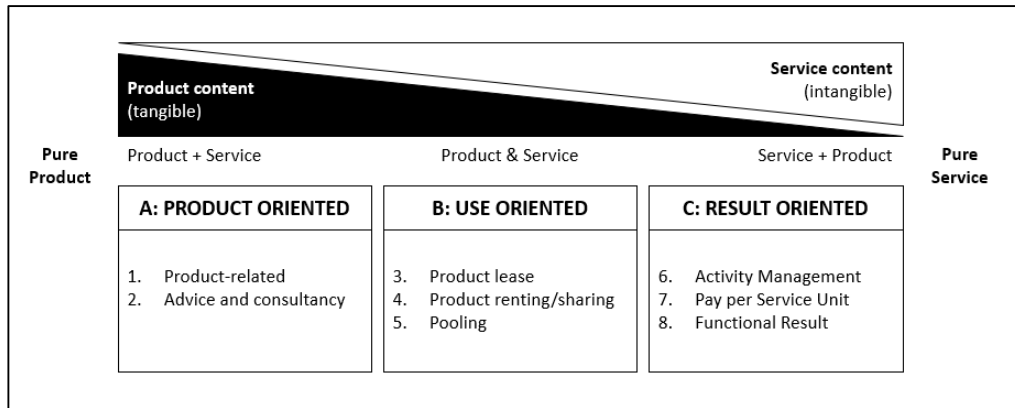 Product content
(tangible)
Service content
(intangible)
Pure
Product
Product + Service
Product & Service
Service + Product
Pure
Service
A: PRODUCT ORIENTED
B: USE ORIENTED
C: RESULT ORIENTED
1. Product-related
2. Advice and consultancy
3. Product lease
4. Product renting/sharing
5. Pooling
6. Activity Management
7. Pay per Service Unit
8. Functional Result